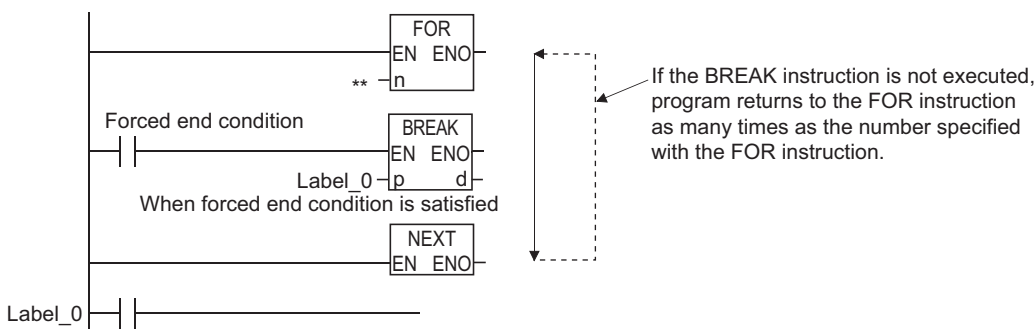 FOR
EN ENO
** n
If the BREAK instruction is not executed,
program returns to the FOR instruction
as many times as the number specified
with the FOR instruction.
Forced end condition
BREAK
EN ENO
Label_0 p d
When forced end condition is satisfied
NEXT
EN ENO
Label_0